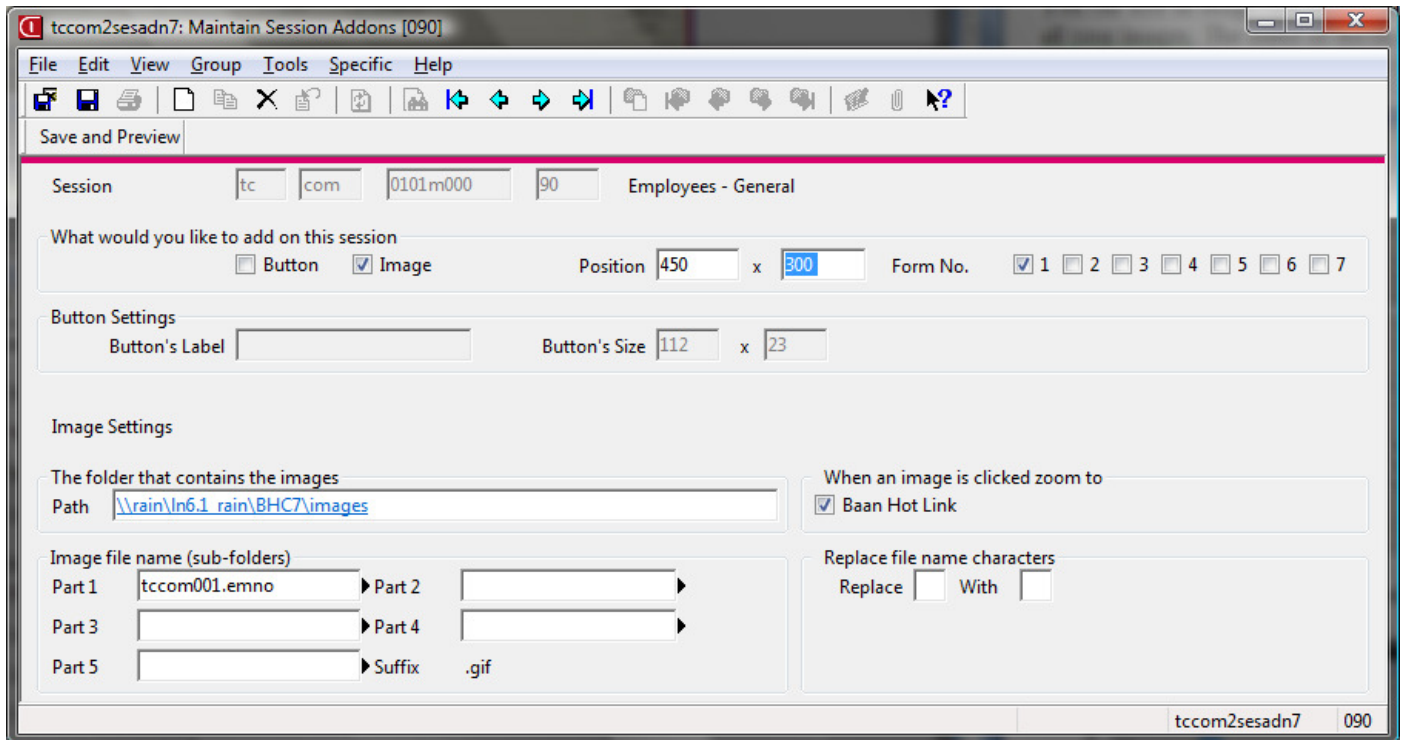 tccom2sesadn7: Maintain Session Addons [090]
File Edit View Group Tools Specific Help
Save and Preview
Session tc com 0101m000 90 Employees - General
What would you like to add on this session
Button Image Position 450 x 300 Form No. 1 2 3 4 5 6 7
Button Settings
Button's Label Button's Size 112 x 23
Image Settings
The folder that contains the images When an image is clicked zoom to
Path \\rain\ln6.1_rain\BHC7\images Baan Hot Link
Image file name (sub-folders) Replace file name characters
Part 1 tccom001.emno Part 2 Replace With
Part 3 Part 4
Part 5 Suffix .gif
tccom2sesadn7 090